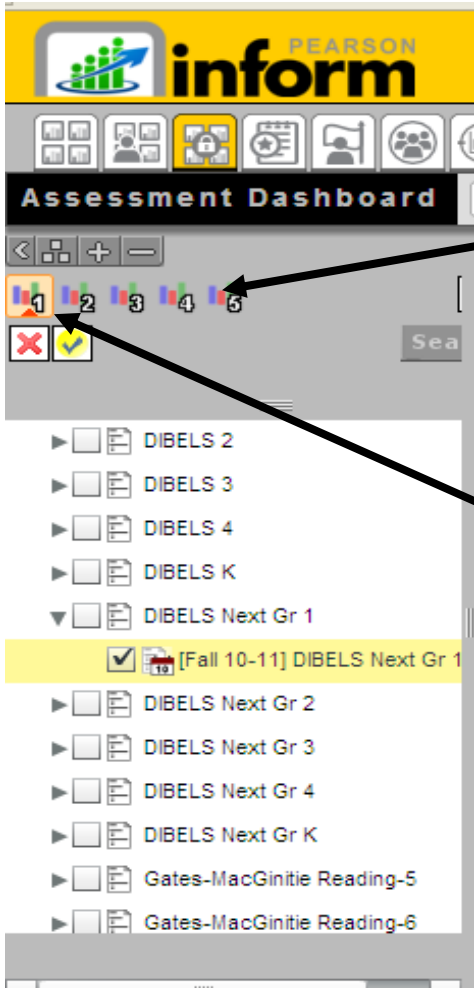 PEARSON
inform
Assessment Dashboard
1 2 3 4 5
Sea
DIBELS 2
DIBELS 3
DIBELS 4
DIBELS K
DIBELS Next Gr 1
[Fall 10-11] DIBELS Next Gr 1
DIBELS Next Gr 2
DIBELS Next Gr 3
DIBELS Next Gr 4
DIBELS Next Gr K
Gates-MacGinitie Reading-5
Gates-MacGinitie Reading-6